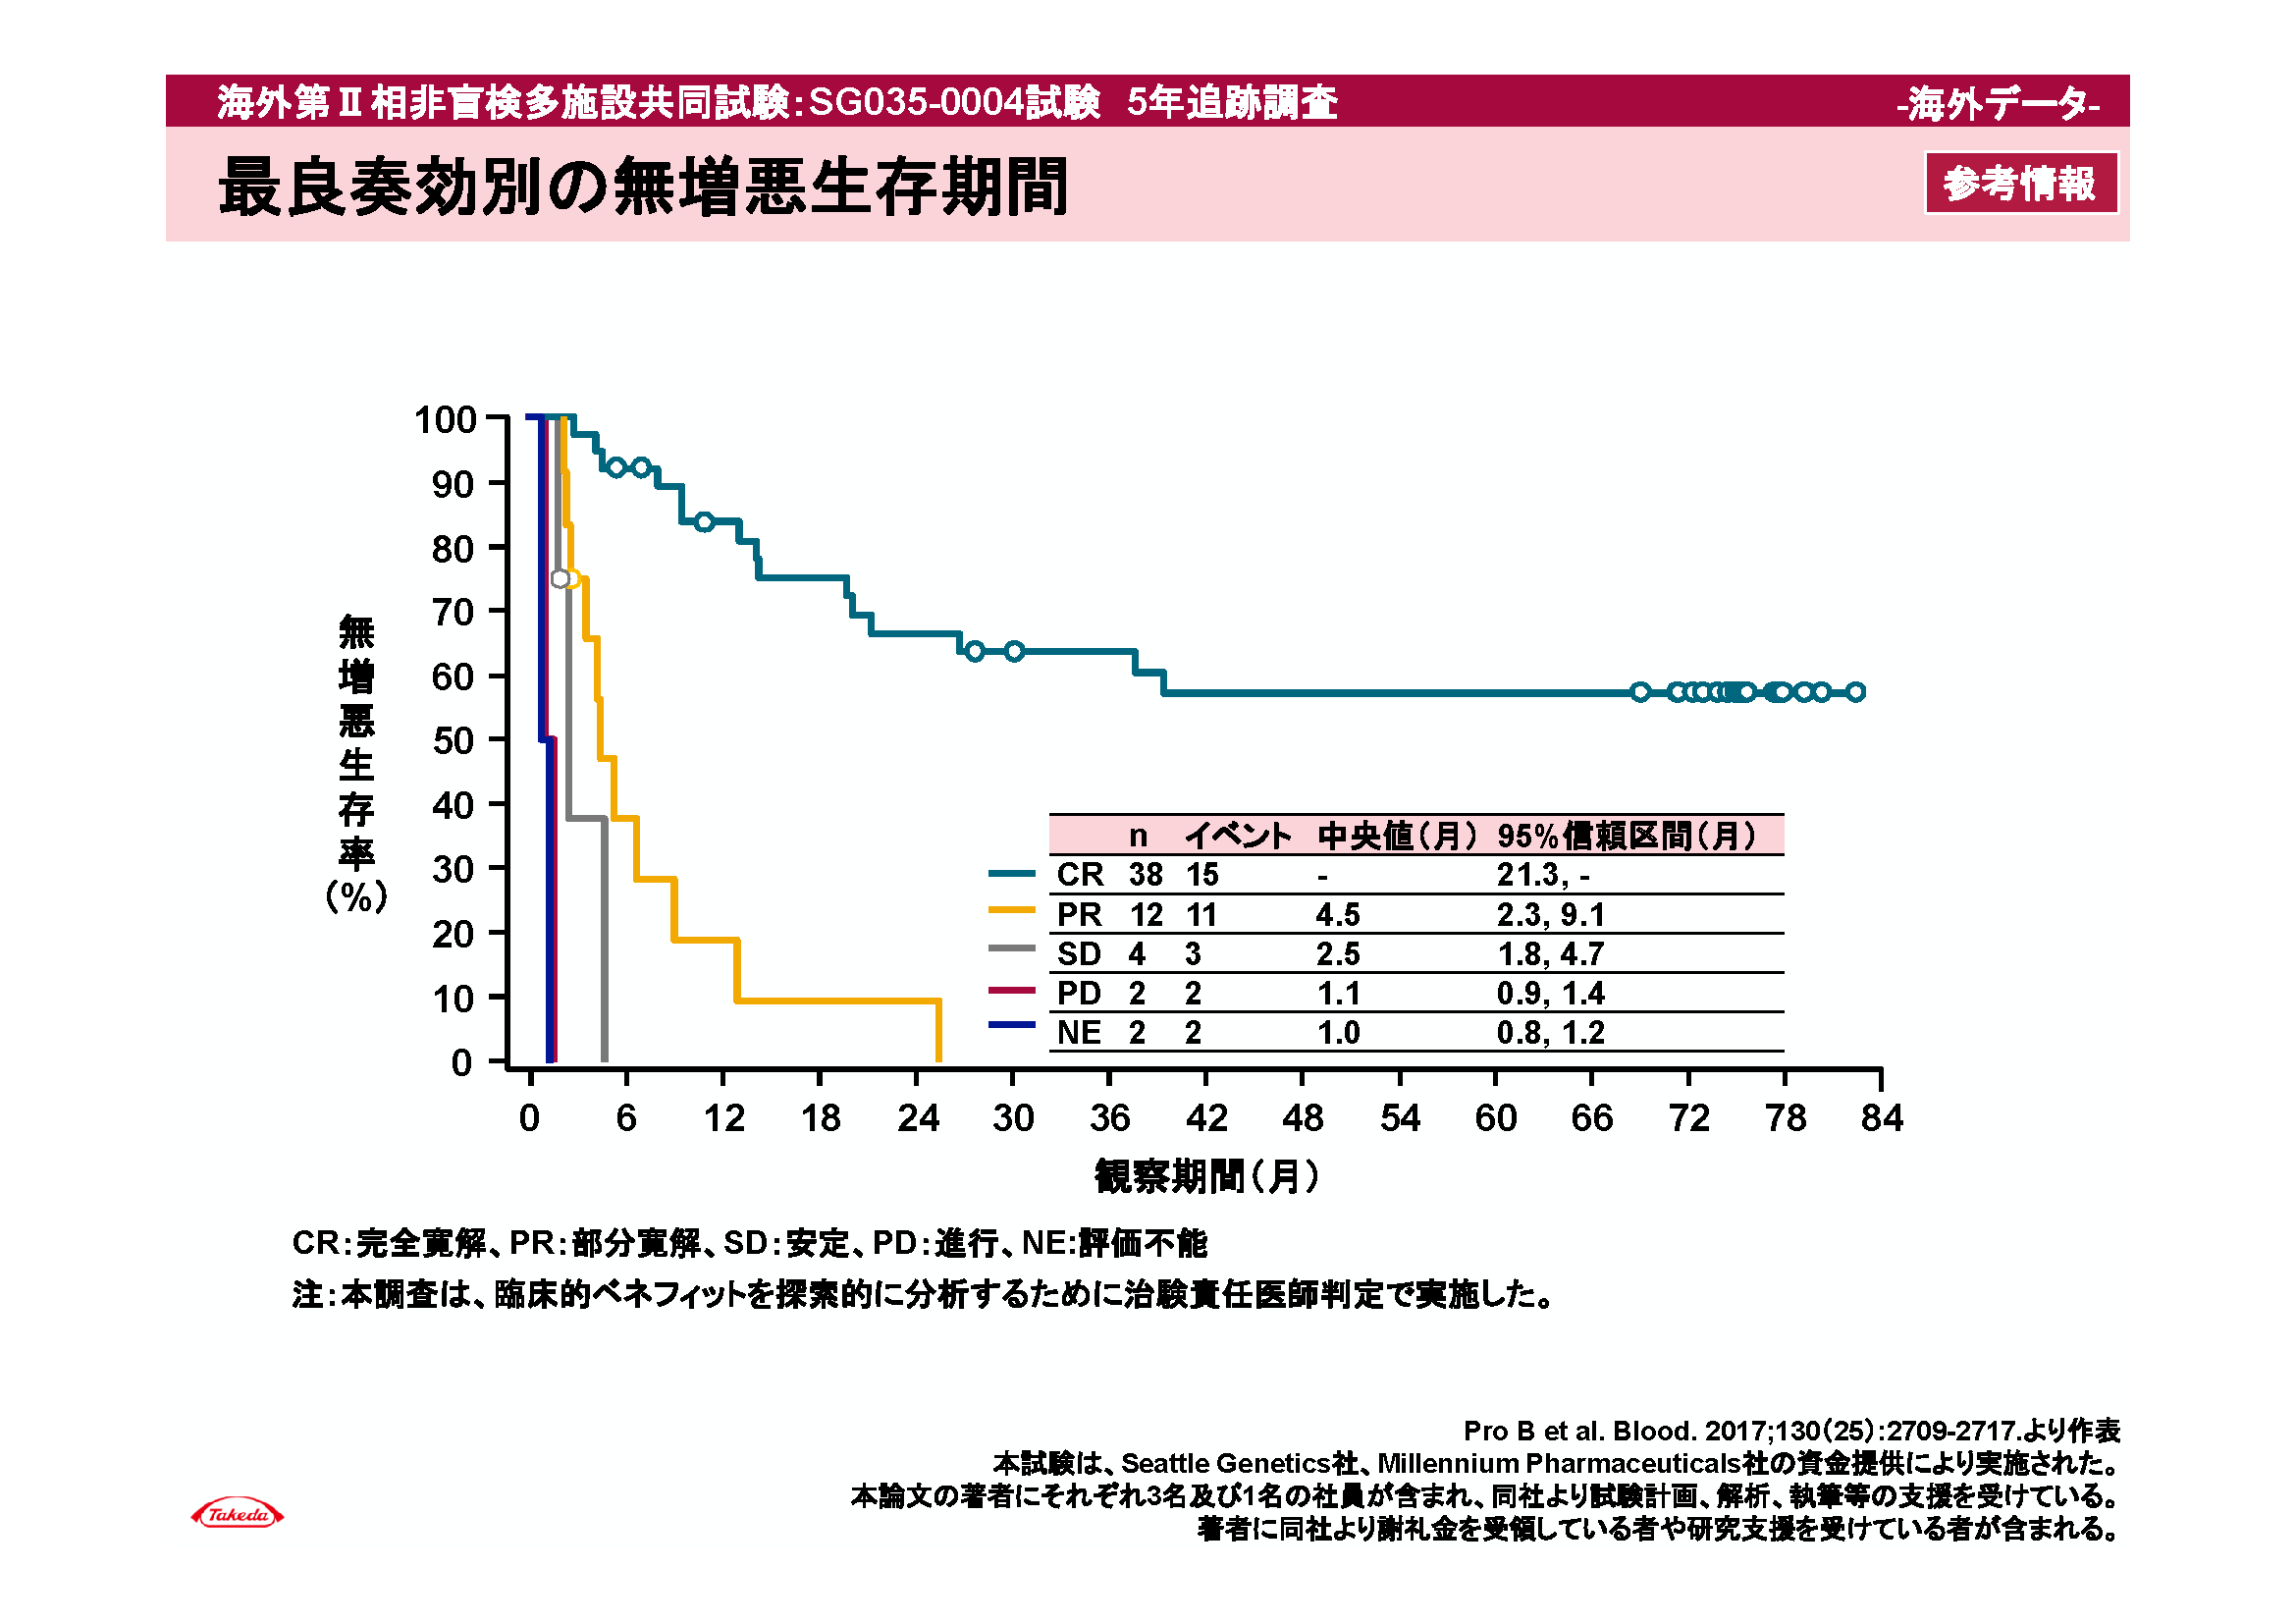 海外第Ⅱ相非盲検多施設共同試験：SG035-0004試験　5年追跡調査
-海外データ-
最良奏効別の無増悪生存期間
参考情報
100
90
80
70
60
50
40
30
20
10
0
無増悪生存率（%）
n イベント 中央値（月） 95%信頼区間（月）
CR 38 15 - 21.3, -
PR 12 11 4.5 2.3, 9.1
SD 4 3 2.5 1.8, 4.7
PD 2 2 1.1 0.9, 1.4
NE 2 2 1.0 0.8, 1.2
0 6 12 18 24 30 36 42 48 54 60 66 72 78 84
観察期間（月）
CR：完全寛解、PR：部分寛解、SD：安定、PD：進行、NE:評価不能
注：本調査は、臨床的ベネフィットを探索的に分析するために治験責任医師判定で実施した。
Pro B et al. Blood. 2017;130（25）:2709-2717.より作表
本試験は、Seattle Genetics社、Millennium Pharmaceuticals社の資金提供により実施された。
本論文の著者にそれぞれ3名及び1名の社員が含まれ、同社より試験計画、解析、執筆等の支援を受けている。
著者に同社より謝礼金を受領している者や研究支援を受けている者が含まれる。
Takeda